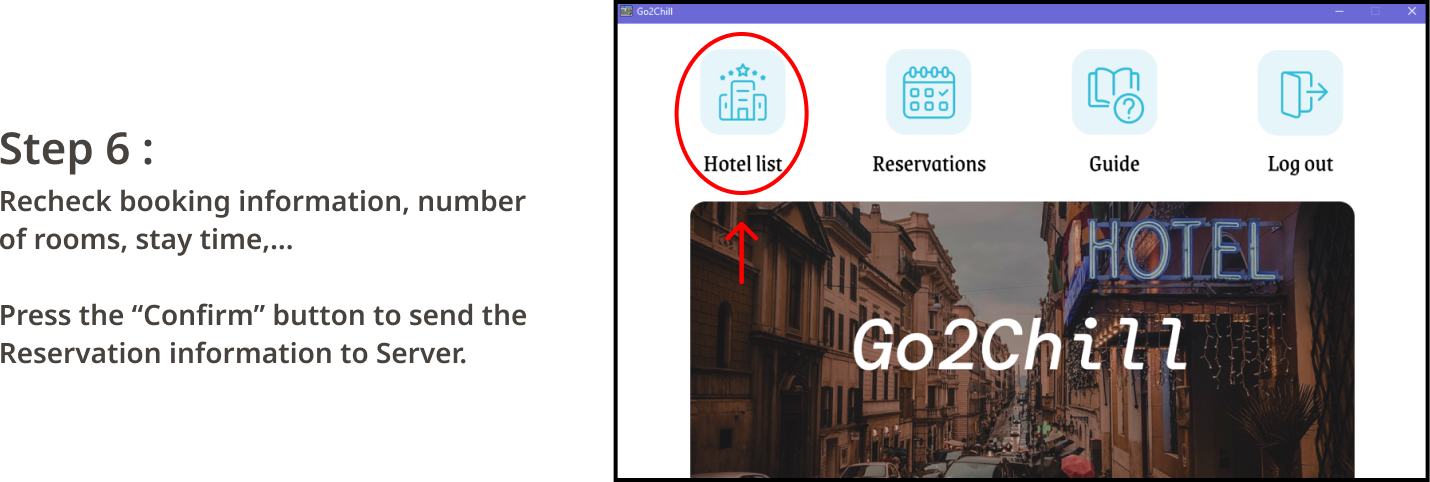 Step 6 :
Recheck booking information, number
of rooms, stay time,...
Press the “Confirm” button to send the
Reservation information to Server.
Go2Chill
Hotel list
Reservations
Guide
Log out
HOTEL
Go2Chill